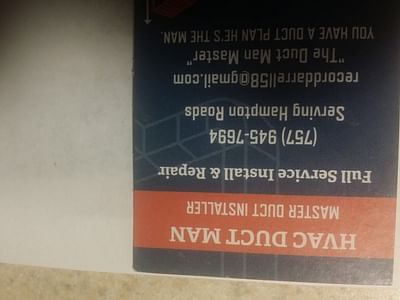 HVAC DUCT MAN
MASTER DUCT INSTALLER
Full Service Install & Repair
(757) 945-7694
Serving Hampton Roads
recorddarrell58@gmail.com
"The Duct Man Master"
YOU HAVE A DUCT PLAN HE'S THE MAN.